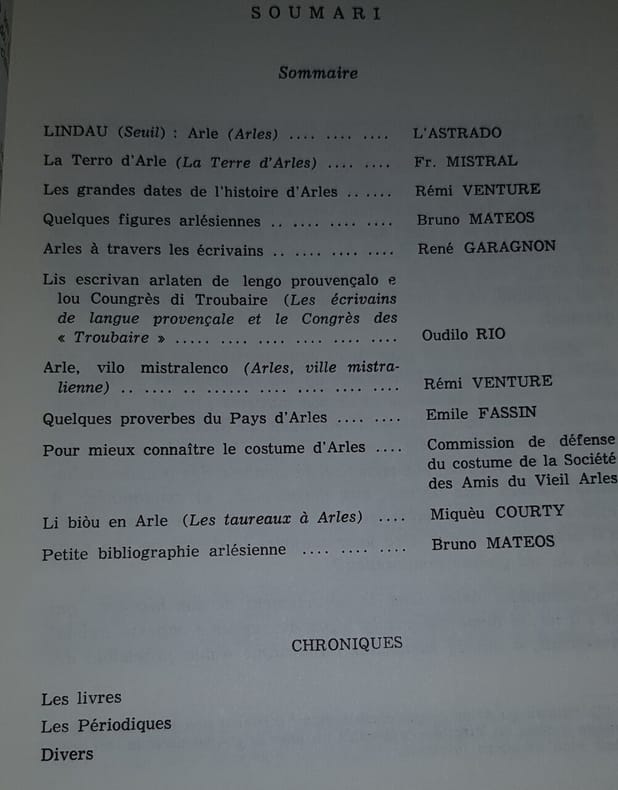 SOUMARI
Sommaire
LINDAU (Seuil) : Arle (Arles) .... .... .... L'ASTRADO
La Terro d'Arle (La Terre d'Arles) .... .... Fr. MISTRAL
Les grandes dates de l'histoire d'Arles .. .... Rémi VENTURE
Quelques figures arlésiennes .. .... .... .... Bruno MATEOS
Arles à travers les écrivains .. .... .... .... René GARAGNON
Lis escrivan arlaten de lengo prouvençalo e
lou Coungrès di Troubaire (Les écrivains
de langue provençale et le Congrès des
« Troubaire » ..... .... .... .... .... .... Oudilo RIO
Arle, vilo mistralenco (Arles, ville mistra-
lienne) .. .... .. ...... .... .... .... .... Rémi VENTURE
Quelques proverbes du Pays d'Arles .... .... Emile FASSIN
Pour mieux connaître le costume d'Arles .... Commission de défense
du costume de la Société
des Amis du Vieil Arles
Li biòu en Arle (Les taureaux à Arles) .... Miquèu COURTY
Petite bibliographie arlésienne .... .... .... Bruno MATEOS
CHRONIQUES
Les livres
Les Périodiques
Divers